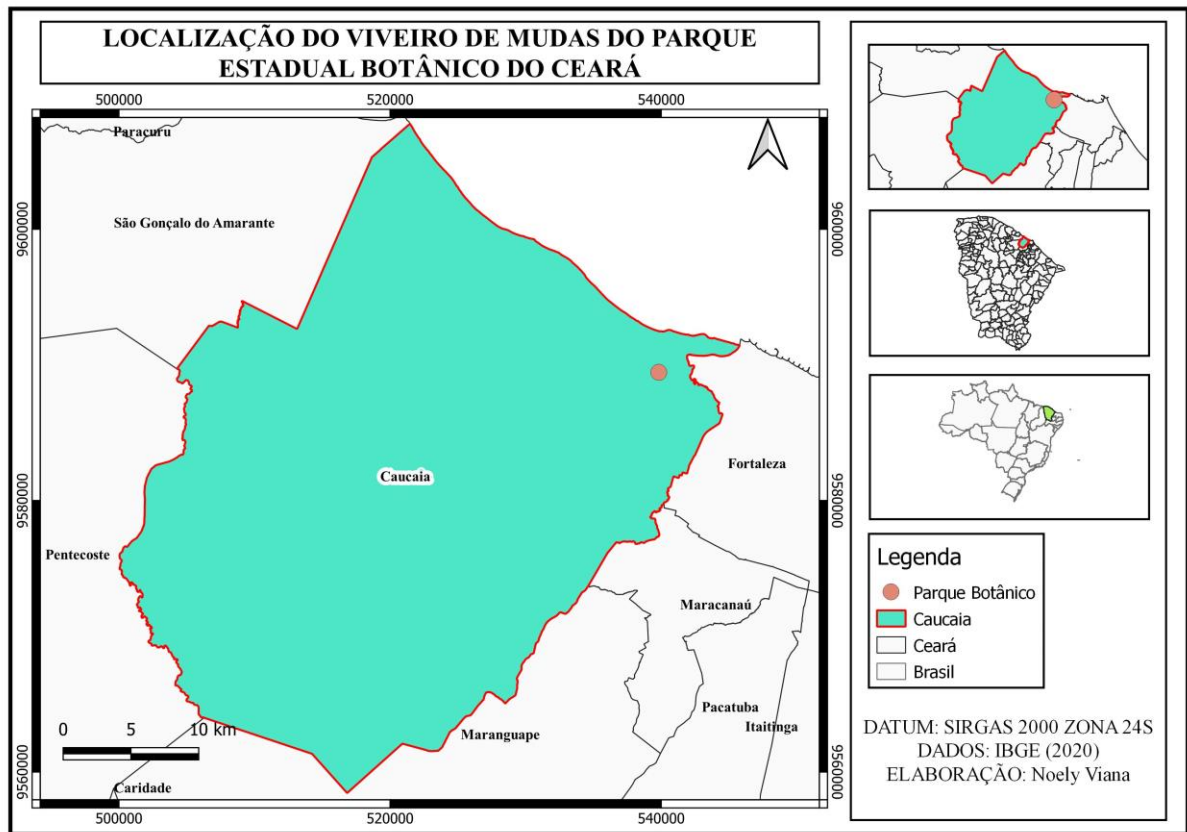 LOCALIZAÇÃO DO VIVEIRO DE MUDAS DO PARQUE
ESTADUAL BOTÂNICO DO CEARÁ
500000
520000
540000
Paracuru
São Gonçalo do Amarante
9600000
9600000
Caucaia
Fortaleza
9580000
9580000
Pentecoste
Maracanaú
Pacatuba
Itaitinga
Maranguape
0 5 10 km
Caridade
9560000
9560000
500000
520000
540000
Legenda
Parque Botânico
Caucaia
Ceará
Brasil
DATUM: SIRGAS 2000 ZONA 24S
DADOS: IBGE (2020)
ELABORAÇÃO: Noely Viana